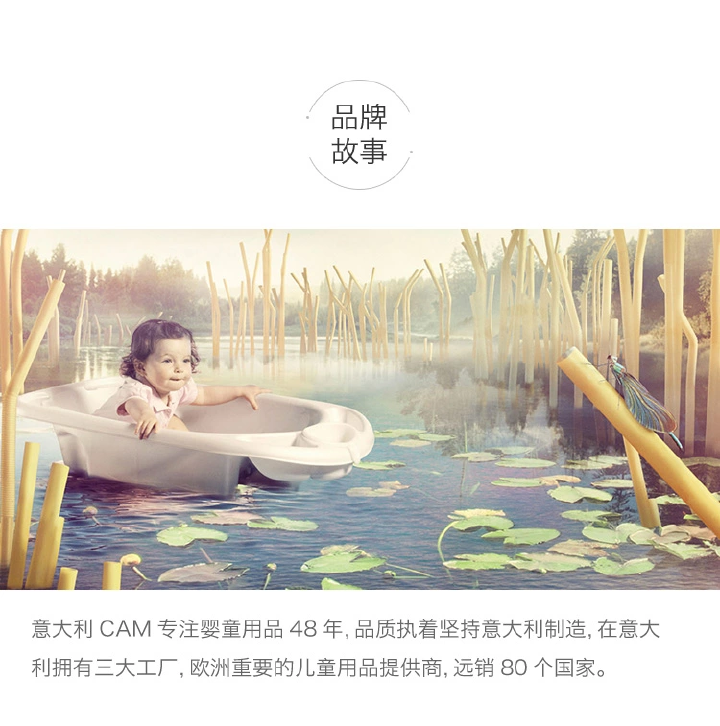 品牌
故事
意大利 CAM 专注婴童用品 48 年, 品质执着坚持意大利制造, 在意大
利拥有三大工厂, 欧洲重要的儿童用品提供商, 远销 80 个国家。